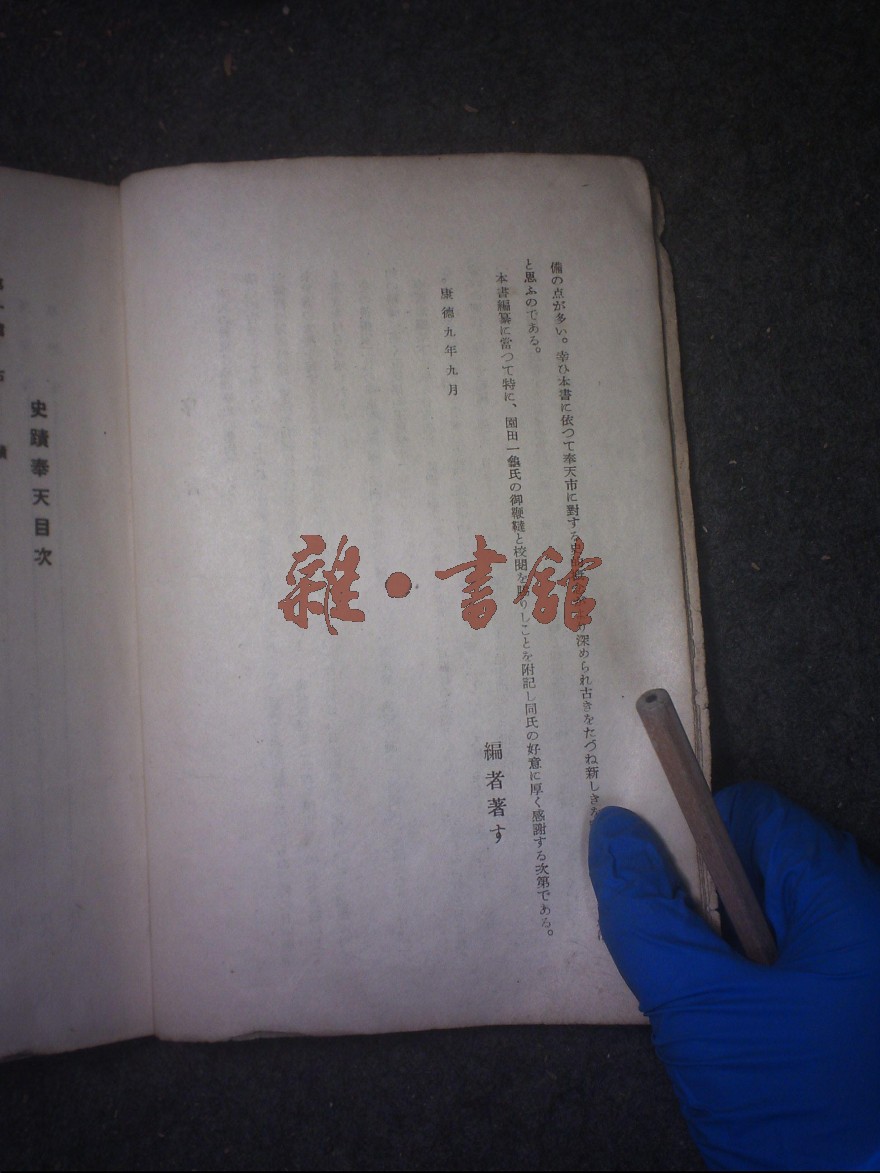 備の点が多い。幸ひ本書に依つて奉天市に對する史的深められ古きをたづね新しき
と思ふのである。
本書編纂に當つて特に、園田一龜氏の御鞭韃と校閱を賜りしことを附記し同氏の好意に厚く感謝する次第である。
康德九年九月
編者著す
史蹟奉天目次
雜・書館